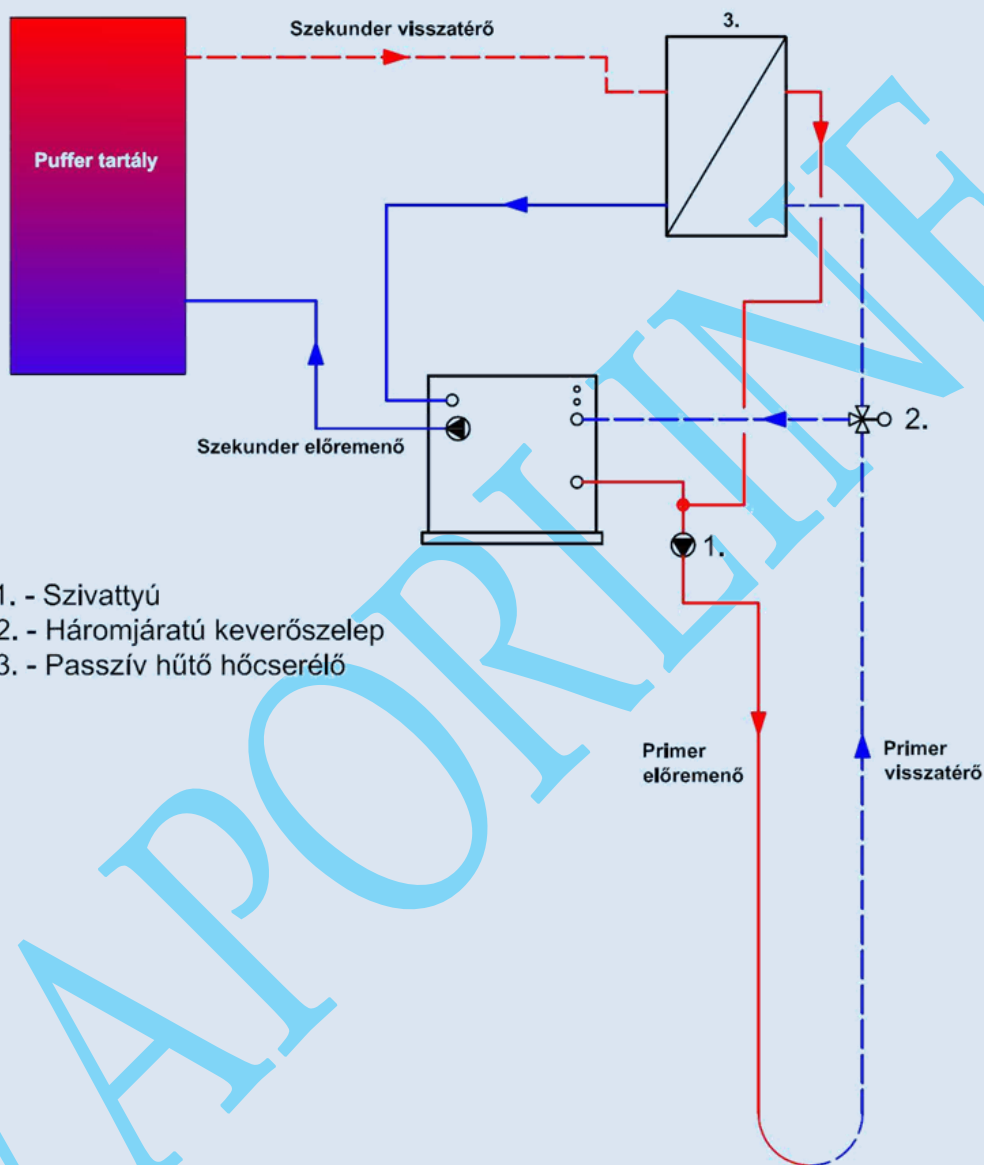 Szekunder visszatérő
3.
Puffer tartály
Szekunder előremenő
2.
1.
1. - Szivattyú
2. - Háromjáratú keverőszelep
3. - Passzív hűtő hőcserélő
Primer
előremenő
Primer
visszatérő
APORLINE